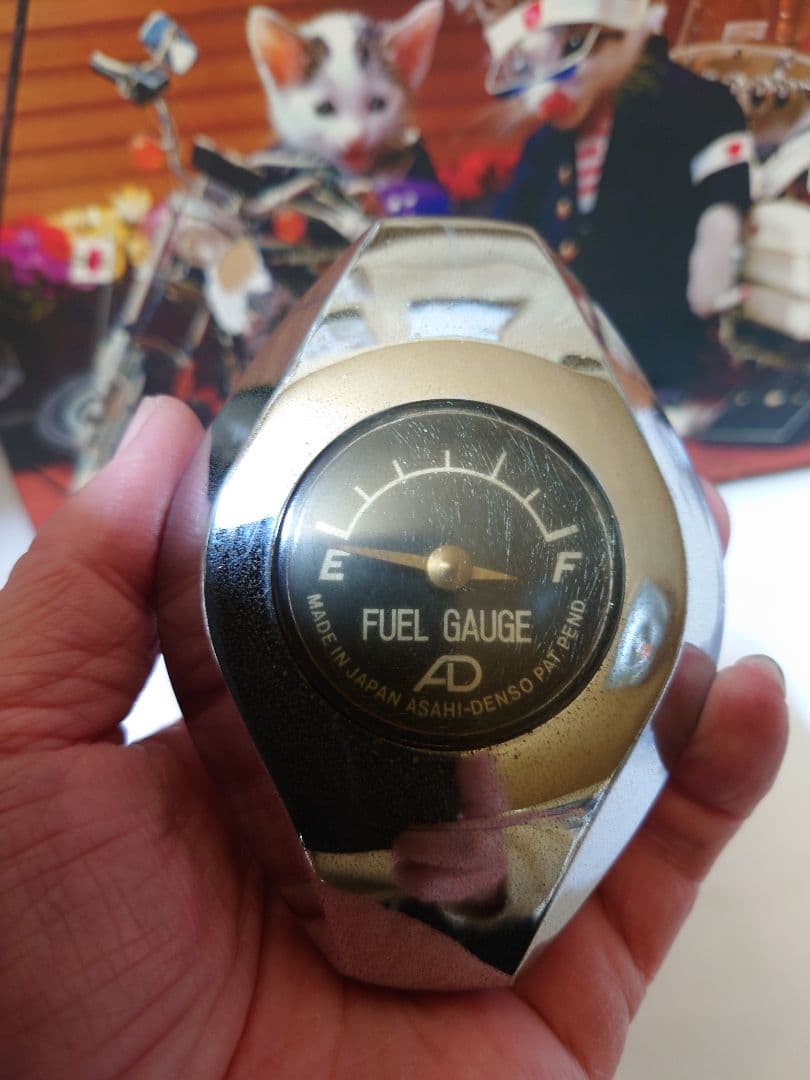 E F
FUEL GAUGE
AD
MADE IN JAPAN ASAHI-DENSO PAT PEND